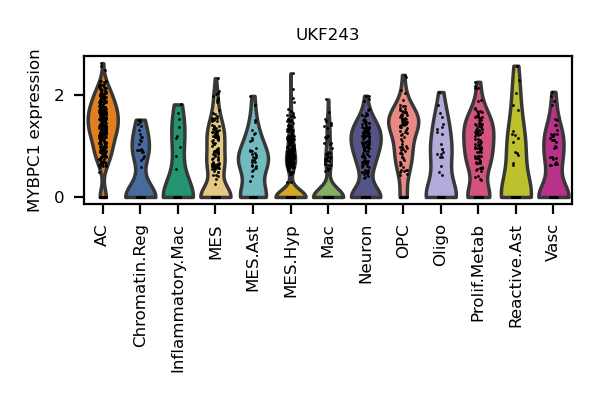 UKF243
MYBPC1 expression
2
0
AC
Chromatin.Reg
Inflammatory.Mac
MES
MES.Ast
MES.Hyp
Mac
Neuron
OPC
Oligo
Prolif.Metab
Reactive.Ast
Vasc